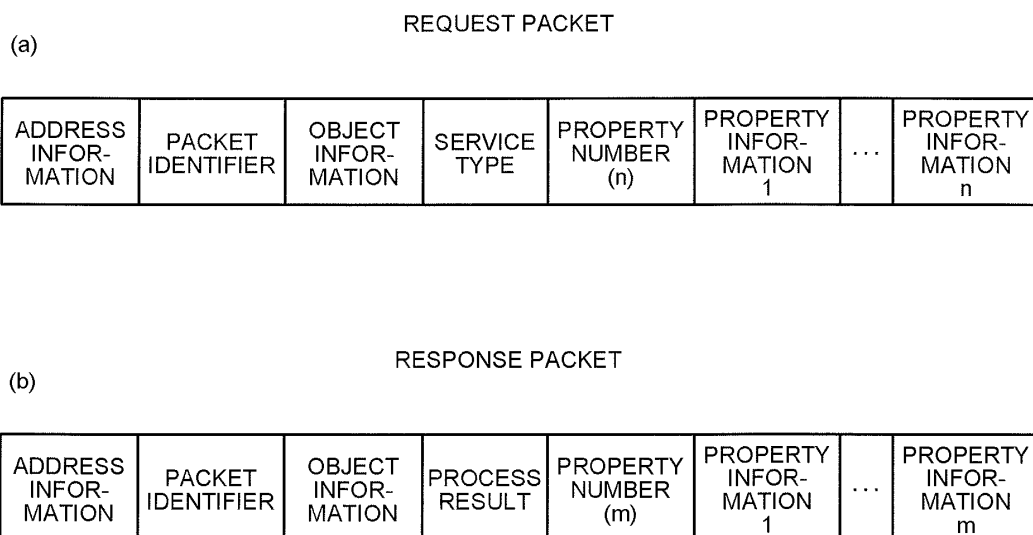 REQUEST PACKET
(a)
ADDRESS
INFOR-
MATION
PACKET
IDENTIFIER
OBJECT
INFOR-
MATION
SERVICE
TYPE
PROPERTY
NUMBER
(n)
PROPERTY
INFOR-
MATION
1
...
PROPERTY
INFOR-
MATION
n
RESPONSE PACKET
(b)
ADDRESS
INFOR-
MATION
PACKET
IDENTIFIER
OBJECT
INFOR-
MATION
PROCESS
RESULT
PROPERTY
NUMBER
(m)
PROPERTY
INFOR-
MATION
1
...
PROPERTY
INFOR-
MATION
m